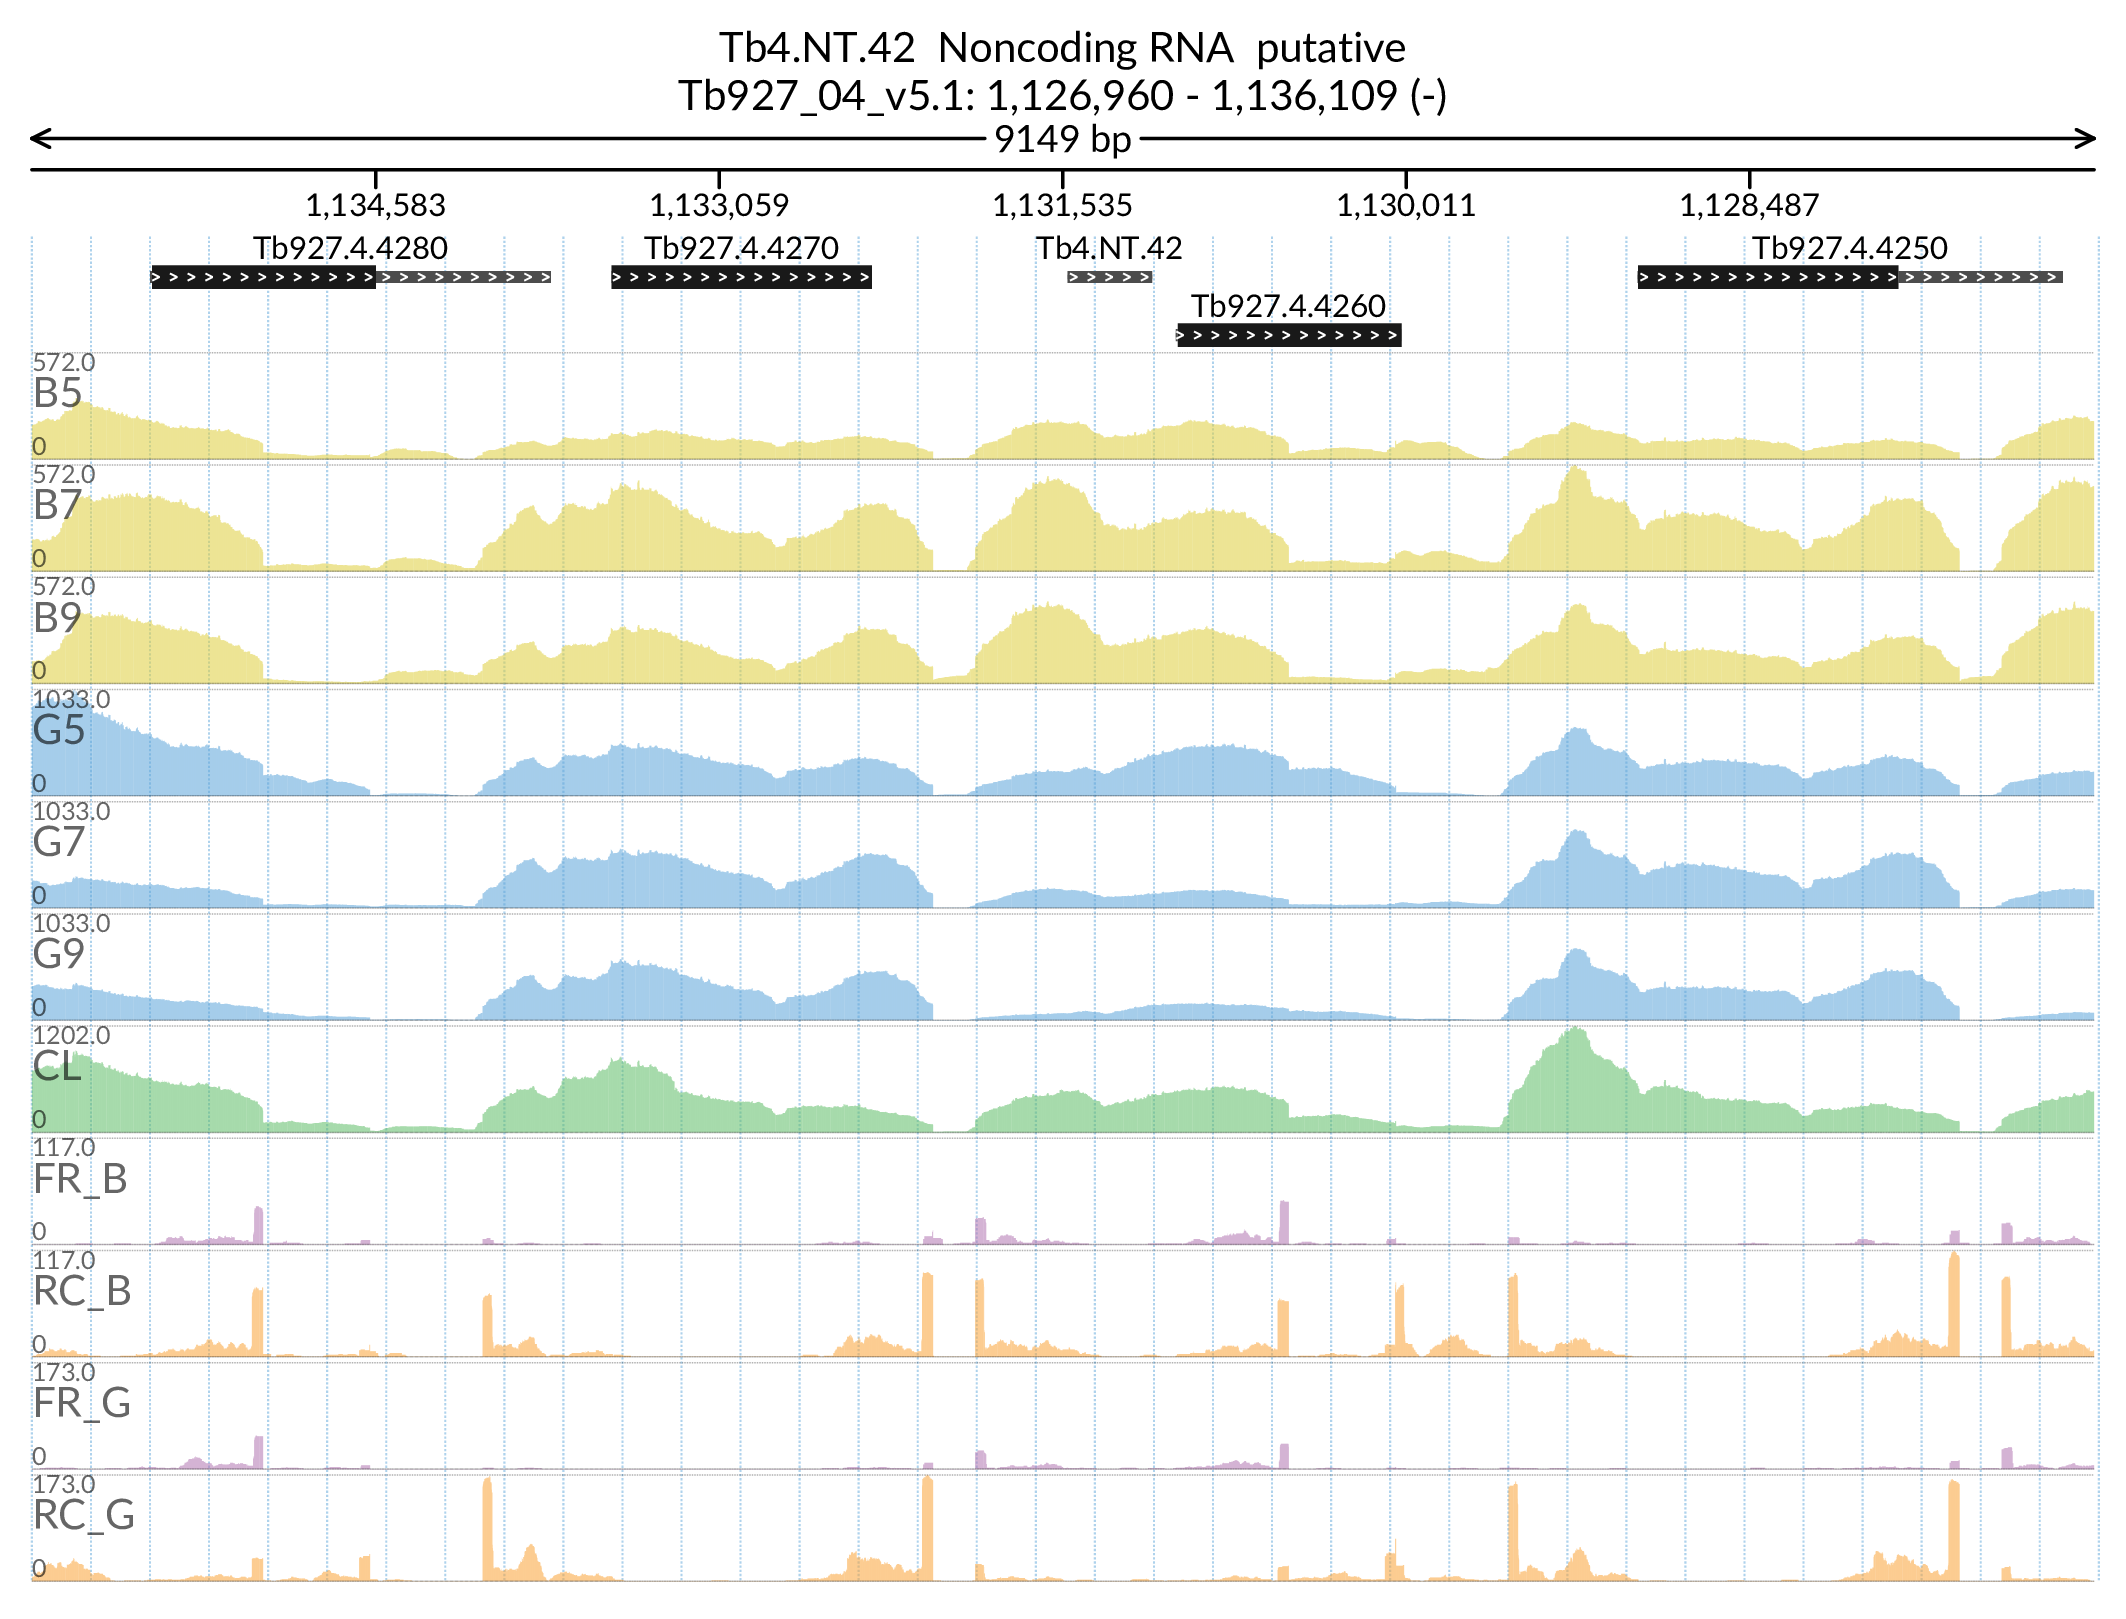 Tb4.NT.42 Noncoding RNA putative
Tb927_04_v5.1: 1,126,960 - 1,136,109 (-)
9149 bp
1,134,583 1,133,059 1,131,535 1,130,011 1,128,487
Tb927.4.4280 Tb927.4.4270 Tb4.NT.42 Tb927.4.4250
Tb927.4.4260
572.0
B5
0
572.0
B7
0
572.0
B9
0
1033.0
G5
0
1033.0
G7
0
1033.0
G9
0
1202.0
CL
0
117.0
FR_B
0
117.0
RC_B
0
173.0
FR_G
0
173.0
RC_G
0